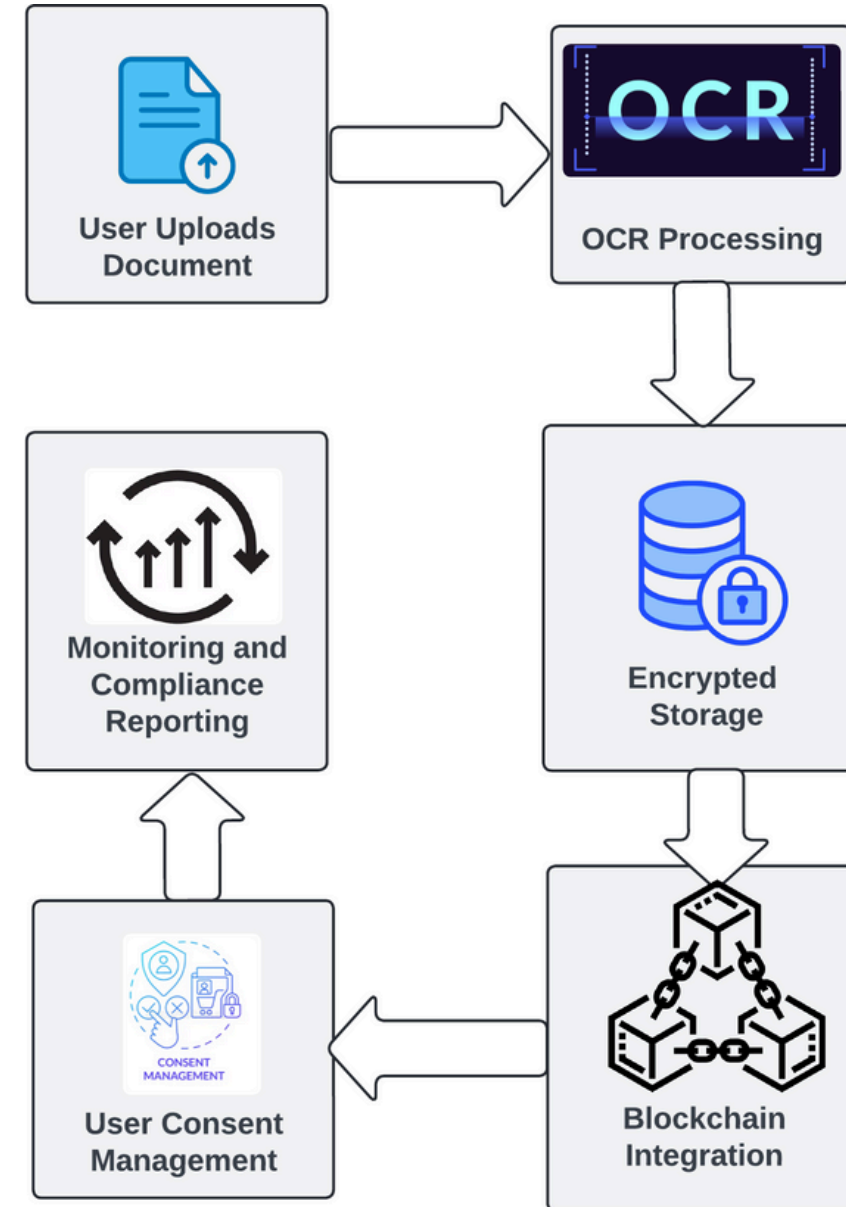 User Uploads
Document
OCR
OCR Processing
Encrypted
Storage
Blockchain
Integration
CONSENT
MANAGEMENT
User Consent
Management
Monitoring and
Compliance
Reporting